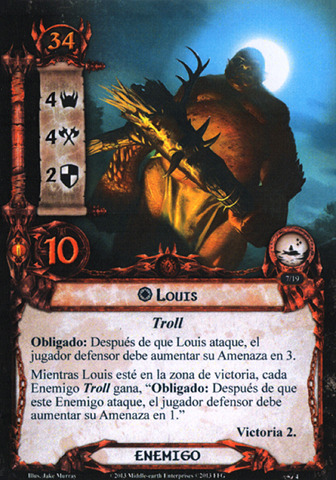 34
4
4
2
10
7/19
Louis
Troll
Obligado: Después de que Louis ataque, el
jugador defensor debe aumentar su Amenaza en 3.
Mientras Louis esté en la zona de victoria, cada
Enemigo Troll gana, “Obligado: Después de que
este Enemigo ataque, el jugador defensor debe
aumentar su Amenaza en 1.”
Victoria 2.
ENEMIGO
Illus. Jake Murray
©2013 Middle-earth Enterprises ©2013 FFG